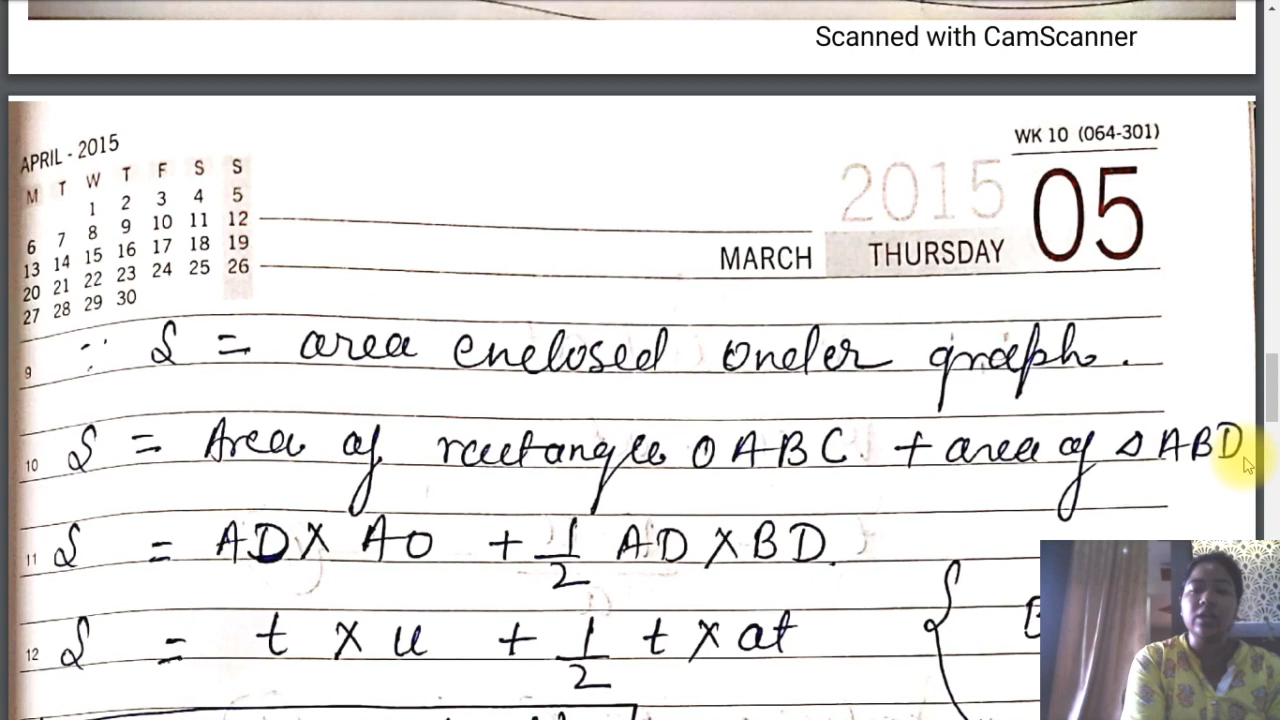 Scanned with CamScanner
APRIL - 2015
M T W T F S S
1 2 3 4 5
6 7 8 9 10 11 12
13 14 15 16 17 18 19
20 21 22 23 24 25 26
27 28 29 30
WK 10 (064-301)
2015
05
MARCH THURSDAY
9 ∵ S = area enclosed onder graph.
10 S = Area of rectangle OABC + area of △ABD
11 S = AD X AO + 1/2 AD X BD.
12 S = t X u + 1/2 t X at {